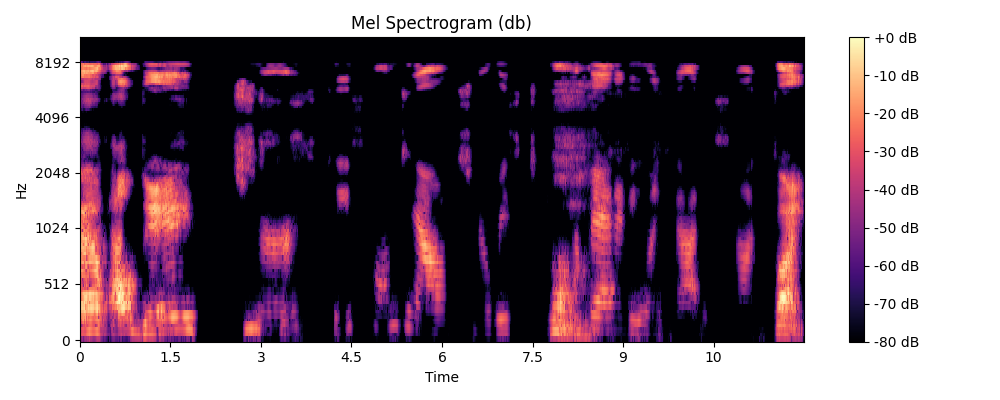 Mel Spectrogram (db)
8192
4096
2048
1024
512
0
Hz
0 1.5 3 4.5 6 7.5 9 10
Time
+0 dB
-10 dB
-20 dB
-30 dB
-40 dB
-50 dB
-60 dB
-70 dB
-80 dB